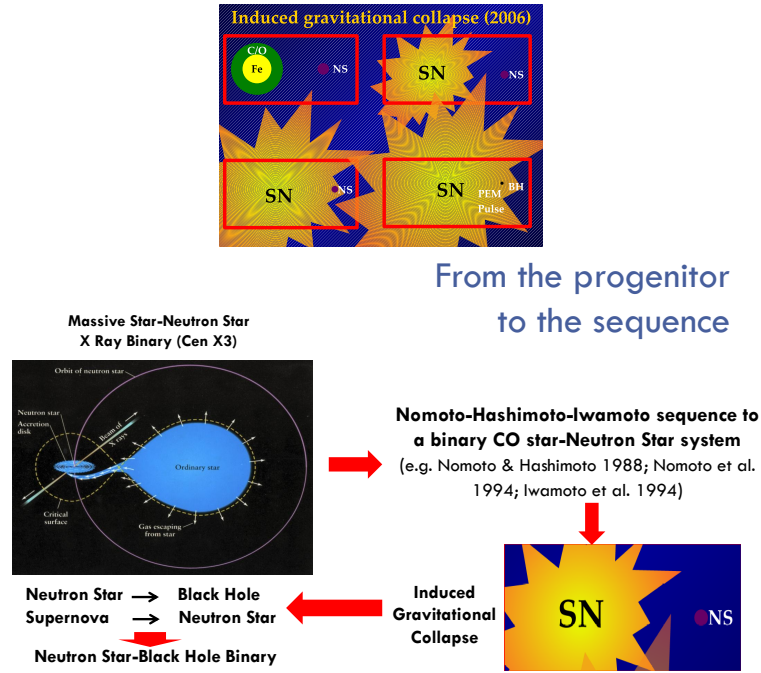 Induced gravitational collapse (2006)
C/O
Fe
NS
SN
NS
SN
NS
SN
BH
PEM
Pulse
From the progenitor
to the sequence
Massive Star-Neutron Star
X Ray Binary (Cen X3)
Orbit of neutron star
Neutron star
Accretion
disk
Beam of
X rays
Ordinary star
Critical
surface
Gas escaping
from star
Nomoto-Hashimoto-Iwamoto sequence to
a binary CO star-Neutron Star system
(e.g. Nomoto & Hashimoto 1988; Nomoto et al.
1994; Iwamoto et al. 1994)
SN
NS
Induced
Gravitational
Collapse
Neutron Star → Black Hole
Supernova → Neutron Star
Neutron Star-Black Hole Binary